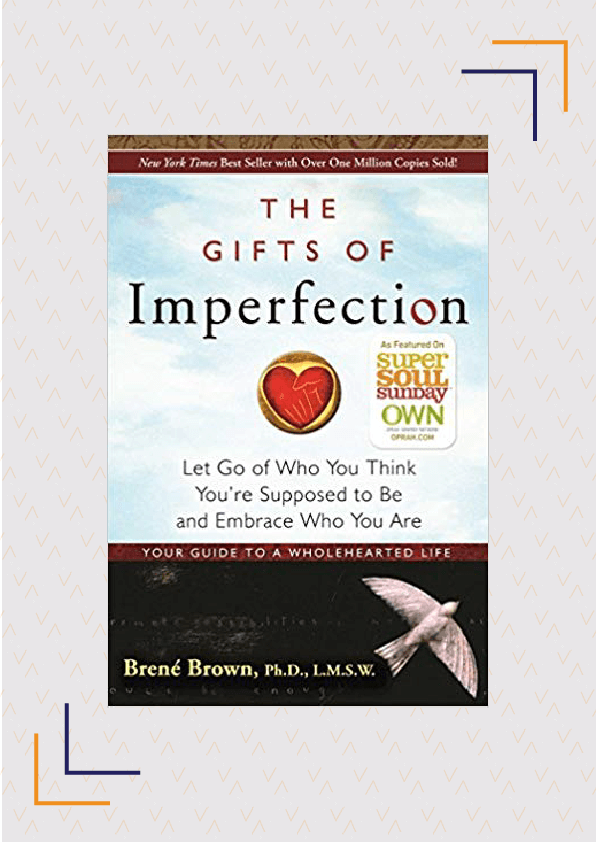 New York Times Best Seller with Over One Million Copies Sold!
THE
GIFTS OF
Imperfection
As Featured On
SUPER
SOUL
SUNDAY
OWN
OPRAH.COM
Let Go of Who You Think
You're Supposed to Be
and Embrace Who You Are
YOUR GUIDE TO A WHOLEHEARTED LIFE
Brené Brown, Ph.D., L.M.S.W.